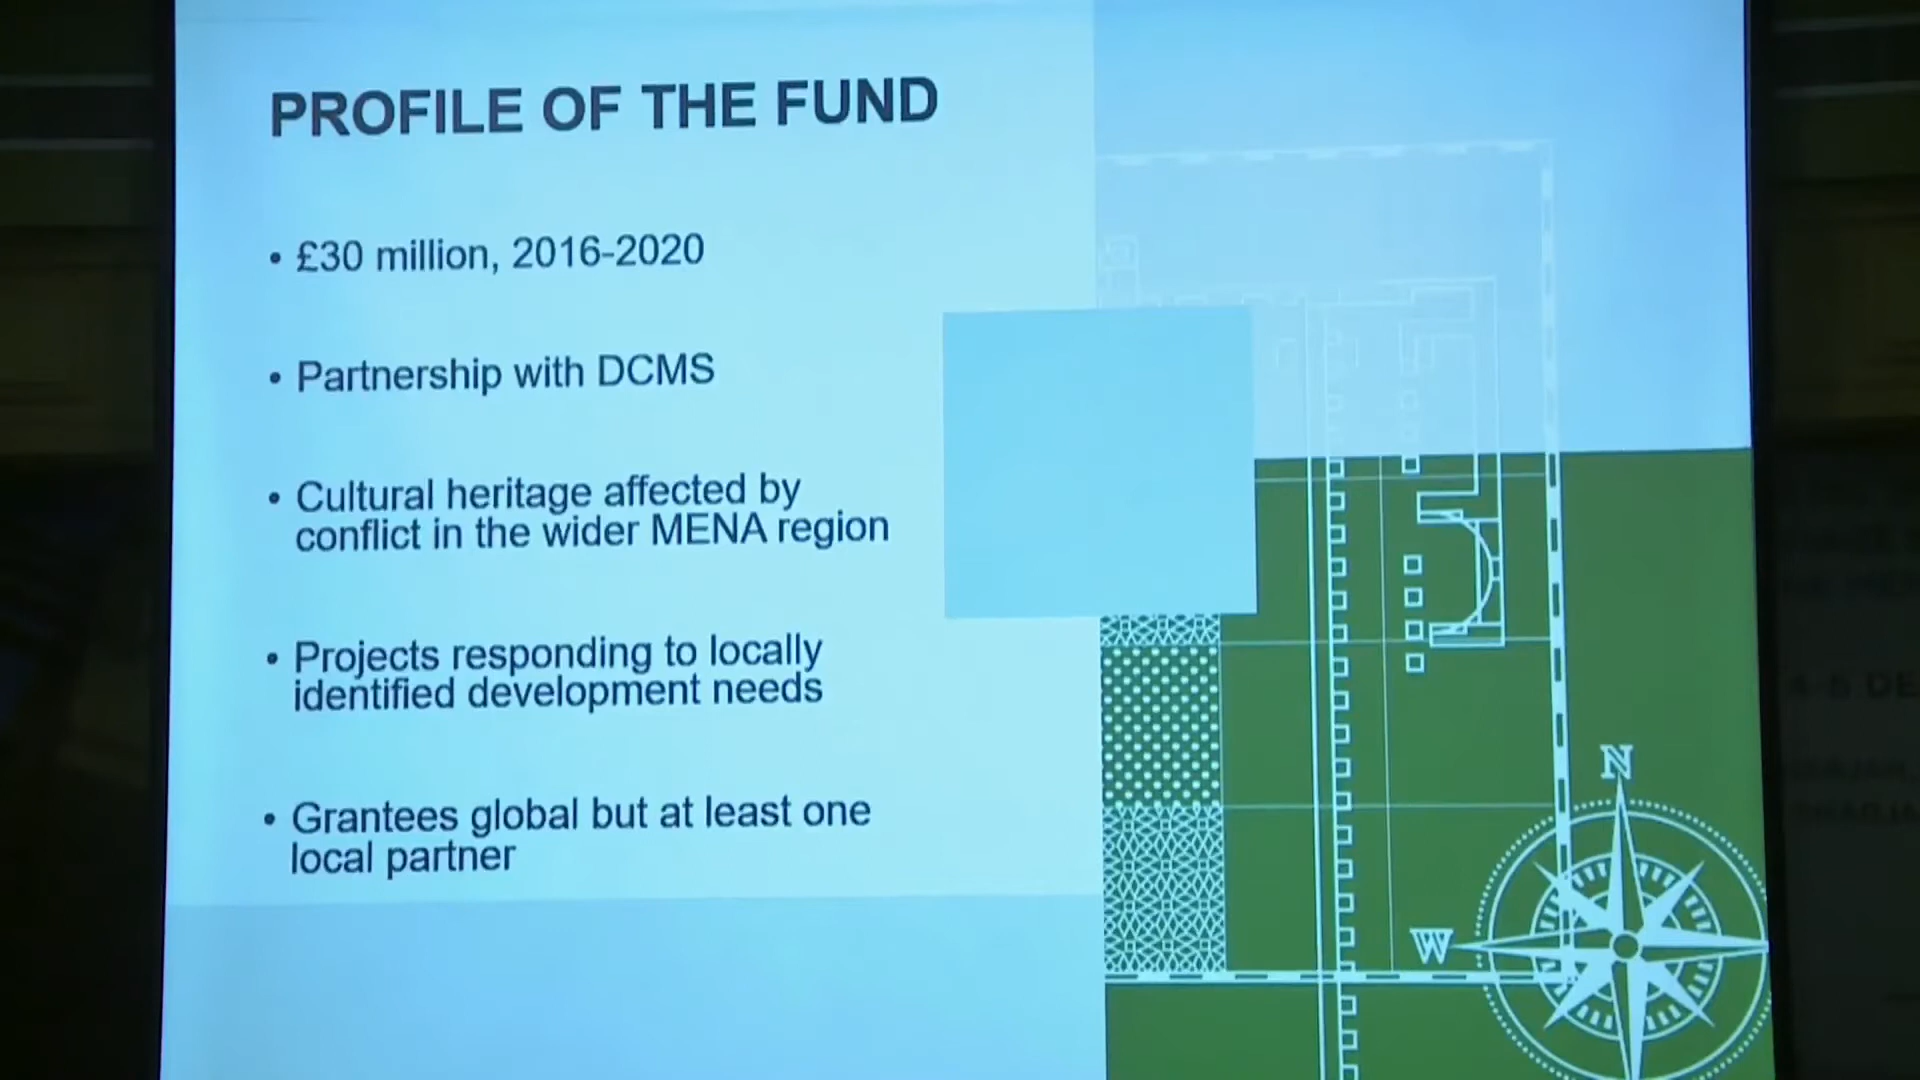 PROFILE OF THE FUND
• £30 million, 2016-2020
• Partnership with DCMS
• Cultural heritage affected by
conflict in the wider MENA region
• Projects responding to locally
identified development needs
• Grantees global but at least one
local partner
N
W